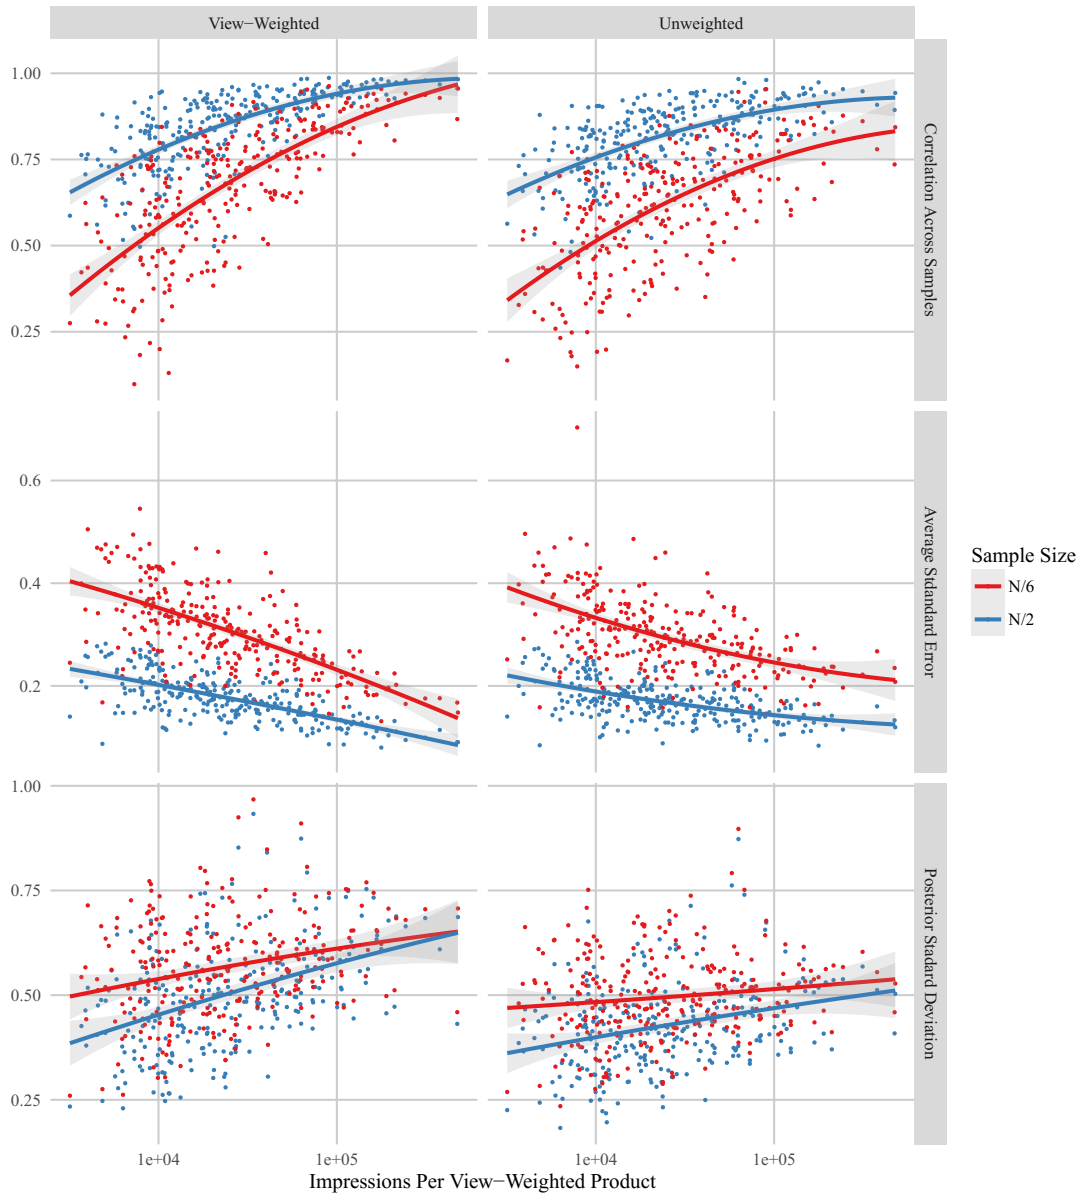 View−Weighted
Unweighted
1.00
0.75
0.50
0.25
Correlation Across Samples
0.6
0.4
0.2
Average Stdandard Error
Sample Size
N/6
N/2
1.00
0.75
0.50
0.25
Posterior Stadard Deviation
1e+04
1e+05
1e+04
1e+05
Impressions Per View−Weighted Product